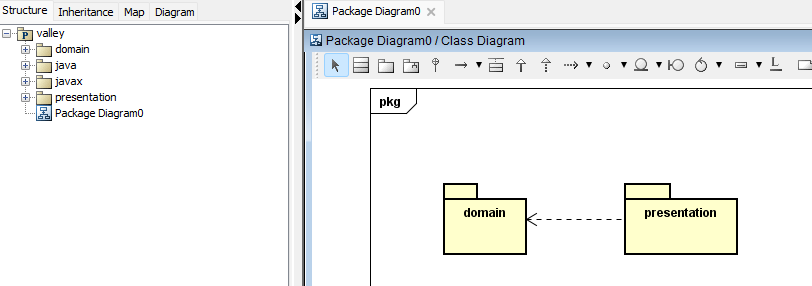 Structure Inheritance Map Diagram
valley
domain
java
javax
presentation
Package Diagram0
Package Diagram0
Package Diagram0 / Class Diagram
pkg
domain
presentation